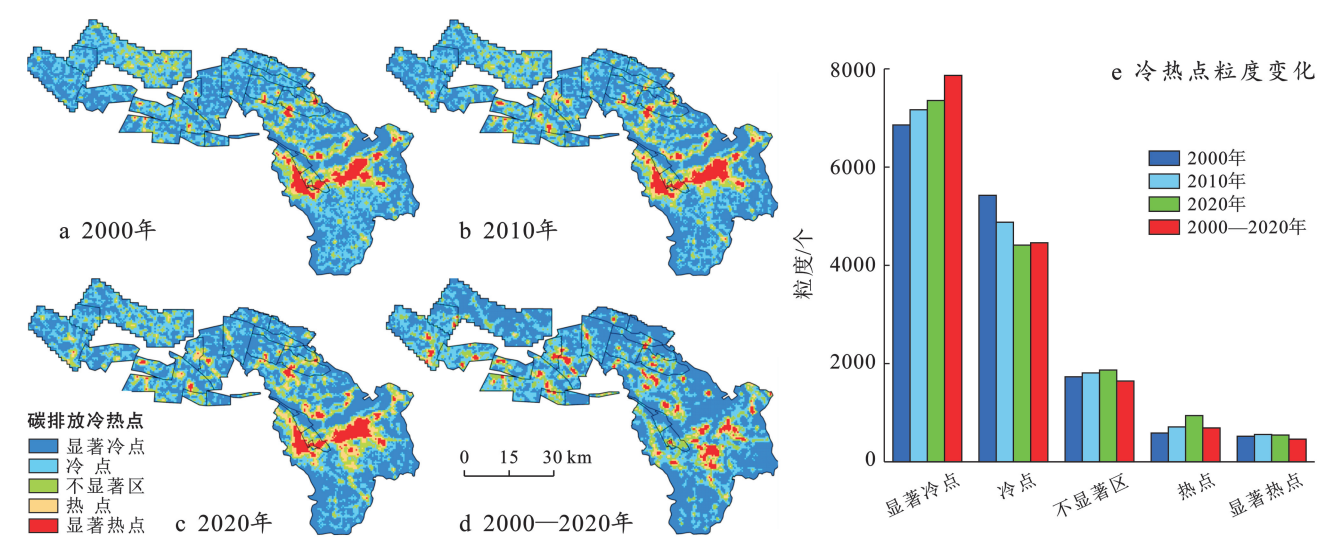 a 2000年
b 2010年
碳排放冷热点
显著冷点
冷 点
不显著区
热 点
显著热点
c 2020年
0 15 30 km
d 2000—2020年
e 冷热点粒度变化
8000
6000
4000
2000
0
粒度/个
2000年
2010年
2020年
2000—2020年
显著冷点
冷点
不显著区
热点
显著热点